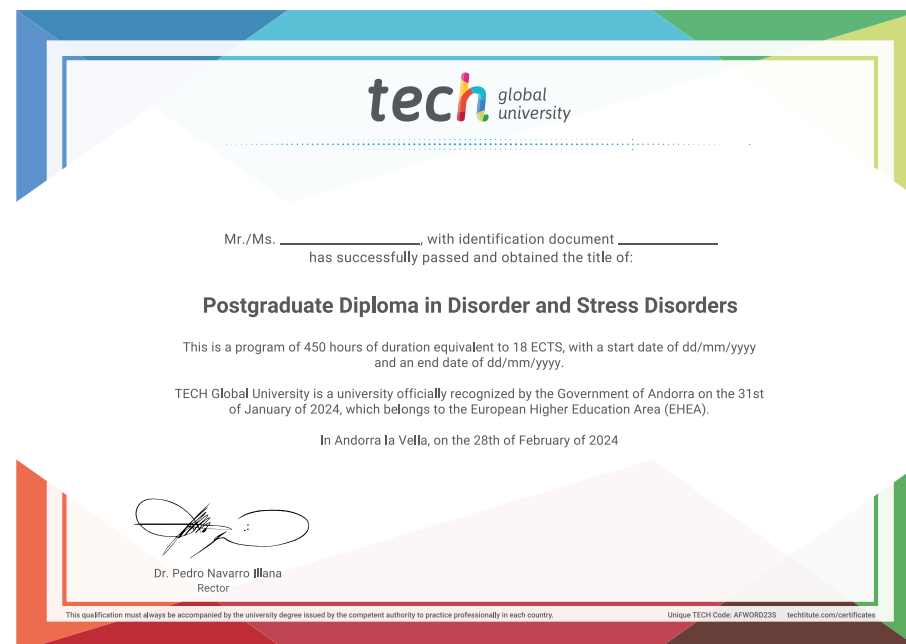 tech global
university
Mr./Ms. ____________, with identification document ____________
has successfully passed and obtained the title of:
Postgraduate Diploma in Disorder and Stress Disorders
This is a program of 450 hours of duration equivalent to 18 ECTS, with a start date of dd/mm/yyyy
and an end date of dd/mm/yyyy.
TECH Global University is a university officially recognized by the Government of Andorra on the 31st
of January of 2024, which belongs to the European Higher Education Area (EHEA).
In Andorra la Vella, on the 28th of February of 2024
Dr. Pedro Navarro Illana
Rector
This qualification must always be accompanied by the university degree issued by the competent authority to practice professionally in each country.
Unique TECH Code: AFWORD23S techtitute.com/certificates